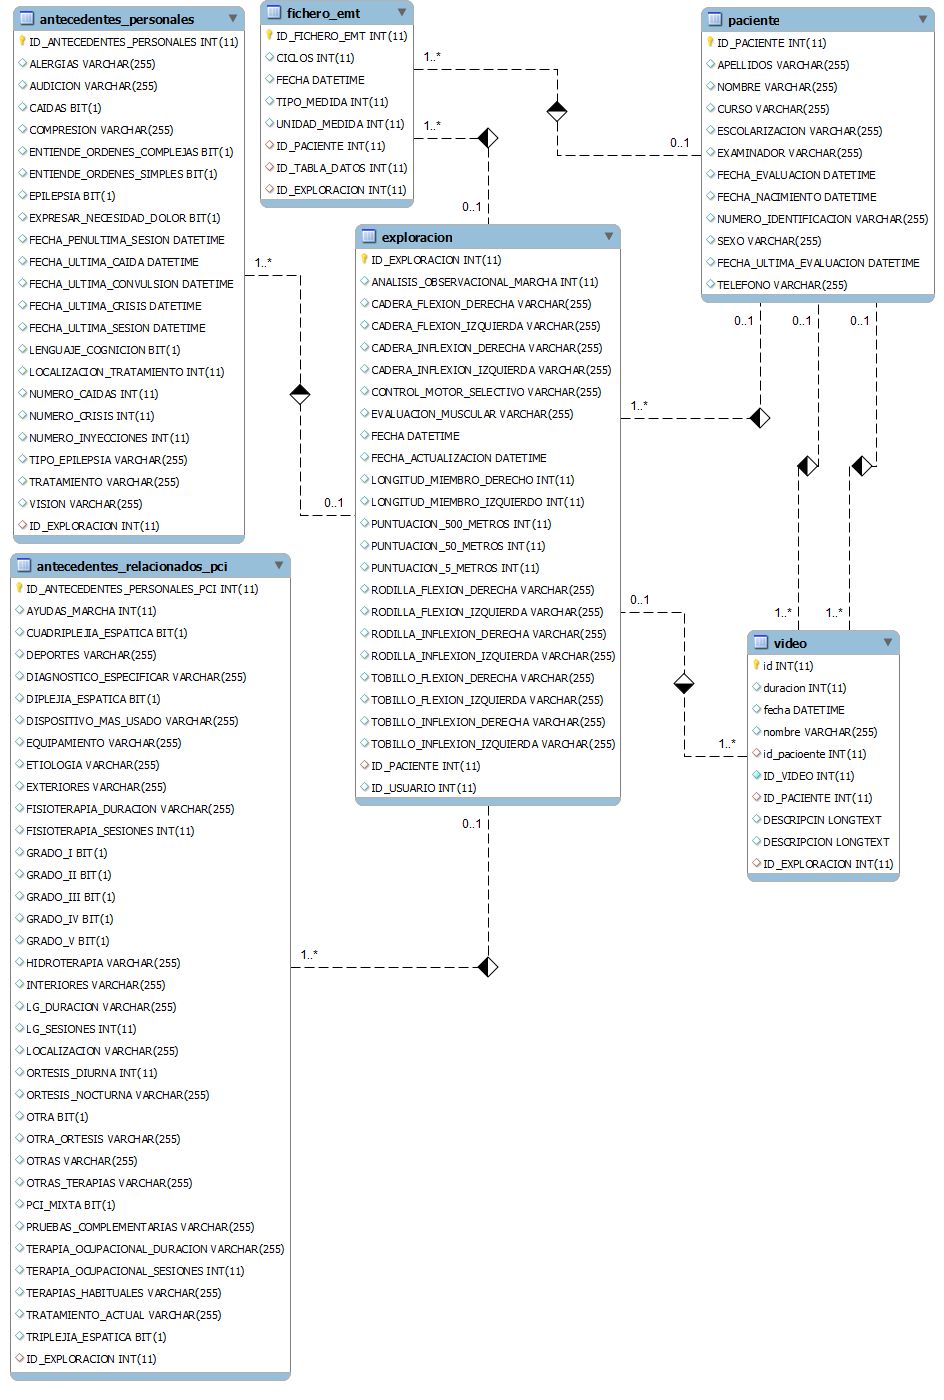 antecedentes_personales
ID_ANTECEDENTES_PERSONALES INT(11)
ALERGIAS VARCHAR(255)
AUDICION VARCHAR(255)
CAIDAS BIT(1)
COMPRESION VARCHAR(255)
ENTIENDE_ORDENES_COMPLEJAS BIT(1)
ENTIENDE_ORDENES_SIMPLES BIT(1)
EPILEPSIA BIT(1)
EXPRESAR_NECESIDAD_DOLOR BIT(1)
FECHA_PENULTIMA_SESION DATETIME
FECHA_ULTIMA_CAIDA DATETIME
FECHA_ULTIMA_CONVULSION DATETIME
FECHA_ULTIMA_CRISIS DATETIME
FECHA_ULTIMA_SESION DATETIME
LENGUAJE_COGNICION BIT(1)
LOCALIZACION_TRATAMIENTO INT(11)
NUMERO_CAIDAS INT(11)
NUMERO_CRISIS INT(11)
NUMERO_INYECCIONES INT(11)
TIPO_EPILEPSIA VARCHAR(255)
TRATAMIENTO VARCHAR(255)
VISION VARCHAR(255)
ID_EXPLORACION INT(11)
fichero_emt
ID_FICHERO_EMT INT(11)
CICLOS INT(11)
FECHA DATETIME
TIPO_MEDIDA INT(11)
UNIDAD_MEDIDA INT(11)
ID_PACIENTE INT(11)
ID_TABLA_DATOS INT(11)
ID_EXPLORACION INT(11)
1..*
1..*
0..1
0..1
paciente
ID_PACIENTE INT(11)
APELLIDOS VARCHAR(255)
NOMBRE VARCHAR(255)
CURSO VARCHAR(255)
ESCOLARIZACION VARCHAR(255)
EXAMINADOR VARCHAR(255)
FECHA_EVALUACION DATETIME
FECHA_NACIMIENTO DATETIME
NUMERO_IDENTIFICACION VARCHAR(255)
SEXO VARCHAR(255)
FECHA_ULTIMA_EVALUACION DATETIME
TELEFONO VARCHAR(255)
0..1
0..1
0..1
1..*
0..1
exploracion
ID_EXPLORACION INT(11)
ANALISIS_OBSERVACIONAL_MARCHA INT(11)
CADERA_FLEXION_DERECHA VARCHAR(255)
CADERA_FLEXION_IZQUIERDA VARCHAR(255)
CADERA_INFLEXION_DERECHA VARCHAR(255)
CADERA_INFLEXION_IZQUIERDA VARCHAR(255)
CONTROL_MOTOR_SELECTIVO VARCHAR(255)
EVALUACION_MUSCULAR VARCHAR(255)
FECHA DATETIME
FECHA_ACTUALIZACION DATETIME
LONGITUD_MIEMBRO_DERECHO INT(11)
LONGITUD_MIEMBRO_IZQUIERDO INT(11)
PUNTUACION_500_METROS INT(11)
PUNTUACION_50_METROS INT(11)
PUNTUACION_5_METROS INT(11)
RODILLA_FLEXION_DERECHA VARCHAR(255)
RODILLA_FLEXION_IZQUIERDA VARCHAR(255)
RODILLA_INFLEXION_DERECHA VARCHAR(255)
RODILLA_INFLEXION_IZQUIERDA VARCHAR(255)
TOBILLO_FLEXION_DERECHA VARCHAR(255)
TOBILLO_FLEXION_IZQUIERDA VARCHAR(255)
TOBILLO_INFLEXION_DERECHA VARCHAR(255)
TOBILLO_INFLEXION_IZQUIERDA VARCHAR(255)
ID_PACIENTE INT(11)
ID_USUARIO INT(11)
1..*
0..1
1..*
0..1
1..*
1..*
1..*
video
id INT(11)
duracion INT(11)
fecha DATETIME
nombre VARCHAR(255)
id_pacioente INT(11)
ID_VIDEO INT(11)
ID_PACIENTE INT(11)
DESCRIPCIN LONGTEXT
DESCRIPCION LONGTEXT
ID_EXPLORACION INT(11)
antecedentes_relacionados_pci
ID_ANTECEDENTES_PERSONALES_PCI INT(11)
AYUDAS_MARCHA INT(11)
CUADRIPLEJIA_ESPATICA BIT(1)
DEPORTES VARCHAR(255)
DIAGNOSTICO_ESPECIFICAR VARCHAR(255)
DIPLEJIA_ESPATICA BIT(1)
DISPOSITIVO_MAS_USADO VARCHAR(255)
EQUIPAMIENTO VARCHAR(255)
ETIOLOGIA VARCHAR(255)
EXTERIORES VARCHAR(255)
FISIOTERAPIA_DURACION VARCHAR(255)
FISIOTERAPIA_SESIONES INT(11)
GRADO_I BIT(1)
GRADO_II BIT(1)
GRADO_III BIT(1)
GRADO_IV BIT(1)
GRADO_V BIT(1)
HIDROTERAPIA VARCHAR(255)
INTERIORES VARCHAR(255)
LG_DURACION VARCHAR(255)
LG_SESIONES INT(11)
LOCALIZACION VARCHAR(255)
ORTESIS_DIURNA INT(11)
ORTESIS_NOCTURNA VARCHAR(255)
OTRA BIT(1)
OTRA_ORTESIS VARCHAR(255)
OTRAS VARCHAR(255)
OTRAS_TERAPIAS VARCHAR(255)
PCI_MIXTA BIT(1)
PRUEBAS_COMPLEMENTARIAS VARCHAR(255)
TERAPIA_OCUPACIONAL_DURACION VARCHAR(255)
TERAPIA_OCUPACIONAL_SESIONES INT(11)
TERAPIAS_HABITUALES VARCHAR(255)
TRATAMIENTO_ACTUAL VARCHAR(255)
TRIPLEJIA_ESPATICA BIT(1)
ID_EXPLORACION INT(11)
0..1
1..*